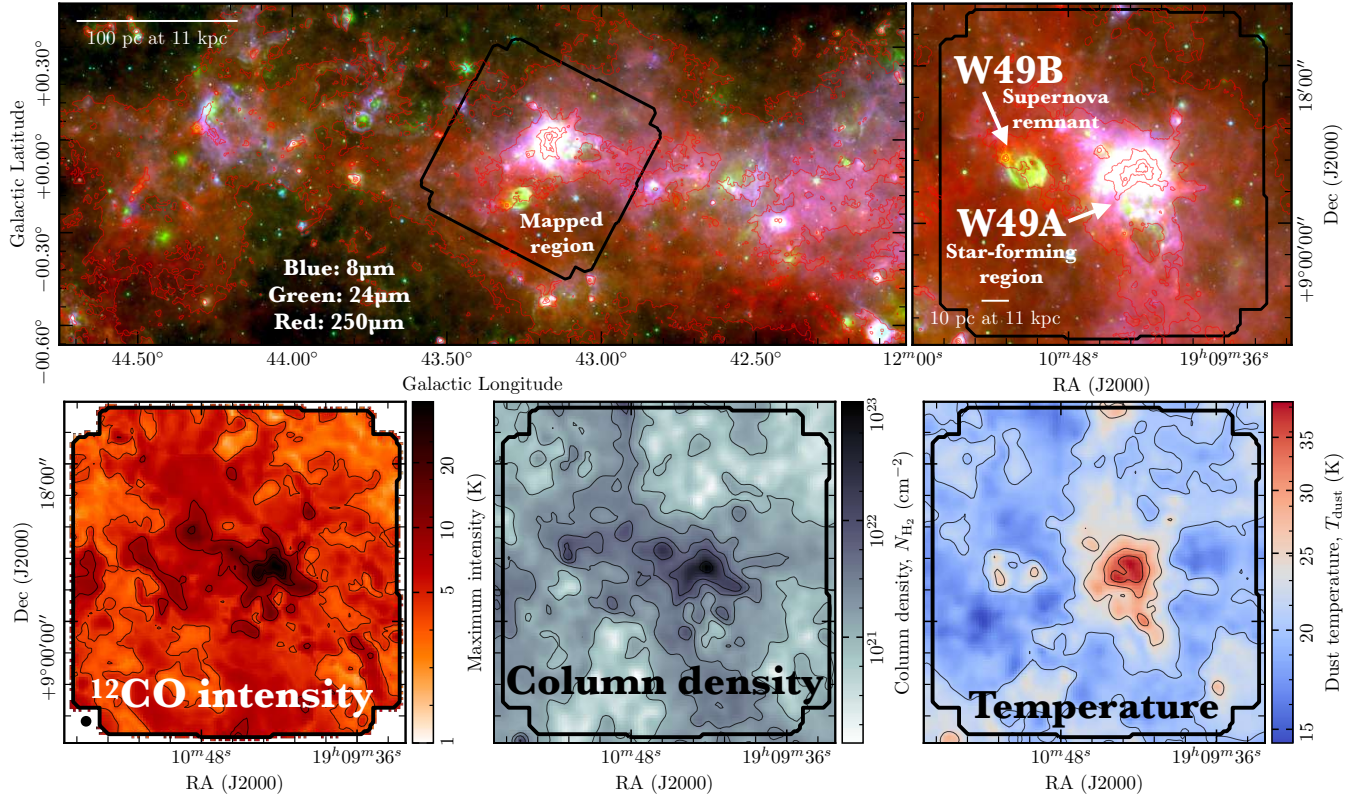 100 pc at 11 kpc
Mapped
region
Blue: 8μm
Green: 24μm
Red: 250μm
Galactic Latitude
+00.30°
+00.00°
−00.30°
−00.60°
44.50°
44.00°
43.50°
43.00°
42.50°
Galactic Longitude
W49B
Supernova
remnant
W49A
Star-forming
region
10 pc at 11 kpc
18′00″
+9°00′00″
Dec (J2000)
12ᵐ00ˢ
10ᵐ48ˢ
19ʰ09ᵐ36ˢ
RA (J2000)
Dec (J2000)
18′00″
+9°00′00″
¹²CO intensity
10ᵐ48ˢ
19ʰ09ᵐ36ˢ
RA (J2000)
20
10
5
1
Maximum intensity (K)
Column density
10ᵐ48ˢ
19ʰ09ᵐ36ˢ
RA (J2000)
10²³
10²²
10²¹
Column density, N_H₂ (cm⁻²)
Temperature
10ᵐ48ˢ
19ʰ09ᵐ36ˢ
RA (J2000)
35
30
25
20
15
Dust temperature, T_dust (K)